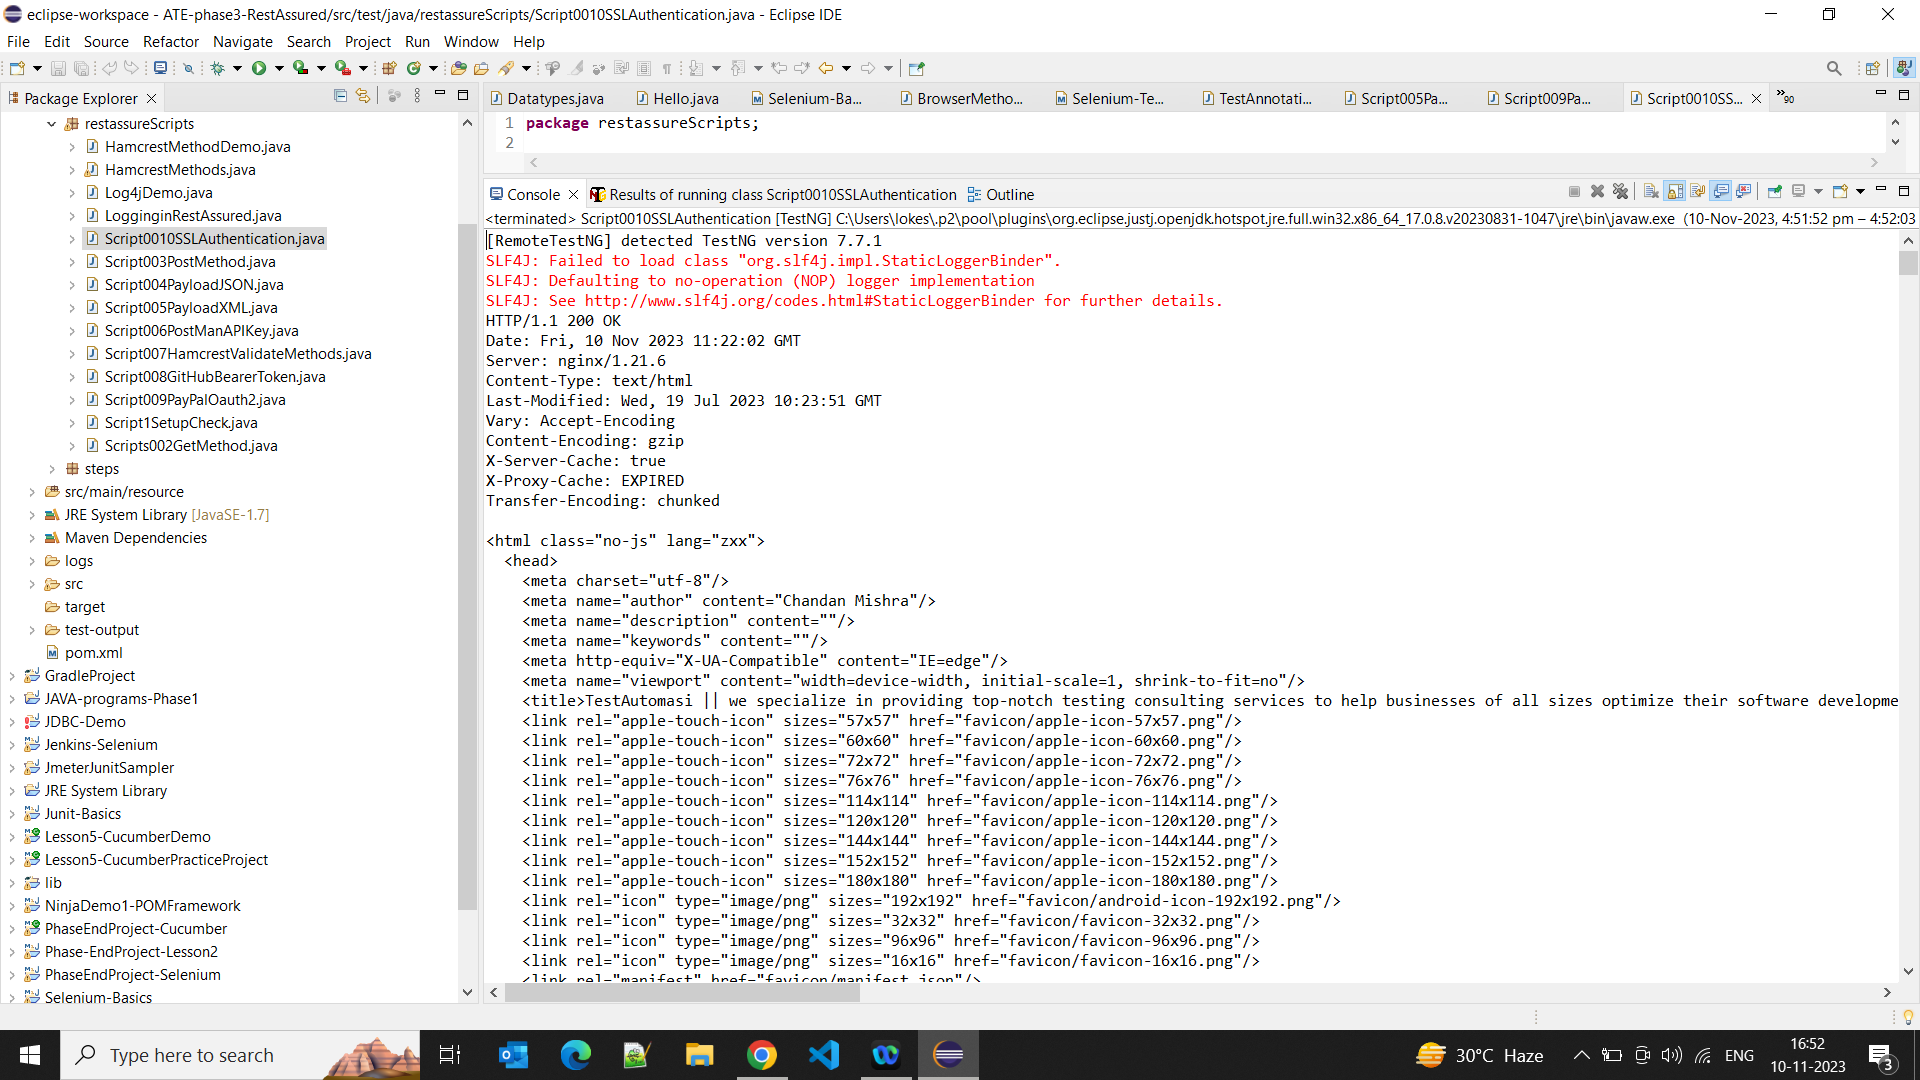 eclipse-workspace - ATE-phase3-RestAssured/src/test/java/restassureScripts/Script0010SSLAuthentication.java - Eclipse IDE
File Edit Source Refactor Navigate Search Project Run Window Help
Package Explorer
restassureScripts
HamcrestMethodDemo.java
HamcrestMethods.java
Log4jDemo.java
LogginginRestAssured.java
Script0010SSLAuthentication.java
Script003PostMethod.java
Script004PayloadJSON.java
Script005PayloadXML.java
Script006PostManAPIKey.java
Script007HamcrestValidateMethods.java
Script008GitHubBearerToken.java
Script009PayPalOauth2.java
Script1SetupCheck.java
Scripts002GetMethod.java
steps
src/main/resource
JRE System Library [JavaSE-1.7]
Maven Dependencies
logs
src
target
test-output
pom.xml
GradleProject
JAVA-programs-Phase1
JDBC-Demo
Jenkins-Selenium
JmeterJunitSampler
JRE System Library
Junit-Basics
Lesson5-CucumberDemo
Lesson5-CucumberPracticeProject
lib
NinjaDemo1-POMFramework
PhaseEndProject-Cucumber
Phase-EndProject-Lesson2
PhaseEndProject-Selenium
Selenium-Basics
Datatypes.java Hello.java Selenium-Ba... BrowserMetho... Selenium-Te... TestAnnotati... Script005Pa... Script009Pa... Script0010SS... 90
1 package restassureScripts;
2
Console Results of running class Script0010SSLAuthentication Outline
<terminated> Script0010SSLAuthentication [TestNG] C:\Users\lokes\.p2\pool\plugins\org.eclipse.justj.openjdk.hotspot.jre.full.win32.x86_64_17.0.8.v20230831-1047\jre\bin\javaw.exe (10-Nov-2023, 4:51:52 pm – 4:52:03
[RemoteTestNG] detected TestNG version 7.7.1
SLF4J: Failed to load class "org.slf4j.impl.StaticLoggerBinder".
SLF4J: Defaulting to no-operation (NOP) logger implementation
SLF4J: See http://www.slf4j.org/codes.html#StaticLoggerBinder for further details.
HTTP/1.1 200 OK
Date: Fri, 10 Nov 2023 11:22:02 GMT
Server: nginx/1.21.6
Content-Type: text/html
Last-Modified: Wed, 19 Jul 2023 10:23:51 GMT
Vary: Accept-Encoding
Content-Encoding: gzip
X-Server-Cache: true
X-Proxy-Cache: EXPIRED
Transfer-Encoding: chunked
<html class="no-js" lang="zxx">
<head>
<meta charset="utf-8"/>
<meta name="author" content="Chandan Mishra"/>
<meta name="description" content=""/>
<meta name="keywords" content=""/>
<meta http-equiv="X-UA-Compatible" content="IE=edge"/>
<meta name="viewport" content="width=device-width, initial-scale=1, shrink-to-fit=no"/>
<title>TestAutomasi || we specialize in providing top-notch testing consulting services to help businesses of all sizes optimize their software developme
<link rel="apple-touch-icon" sizes="57x57" href="favicon/apple-icon-57x57.png"/>
<link rel="apple-touch-icon" sizes="60x60" href="favicon/apple-icon-60x60.png"/>
<link rel="apple-touch-icon" sizes="72x72" href="favicon/apple-icon-72x72.png"/>
<link rel="apple-touch-icon" sizes="76x76" href="favicon/apple-icon-76x76.png"/>
<link rel="apple-touch-icon" sizes="114x114" href="favicon/apple-icon-114x114.png"/>
<link rel="apple-touch-icon" sizes="120x120" href="favicon/apple-icon-120x120.png"/>
<link rel="apple-touch-icon" sizes="144x144" href="favicon/apple-icon-144x144.png"/>
<link rel="apple-touch-icon" sizes="152x152" href="favicon/apple-icon-152x152.png"/>
<link rel="apple-touch-icon" sizes="180x180" href="favicon/apple-icon-180x180.png"/>
<link rel="icon" type="image/png" sizes="192x192" href="favicon/android-icon-192x192.png"/>
<link rel="icon" type="image/png" sizes="32x32" href="favicon/favicon-32x32.png"/>
<link rel="icon" type="image/png" sizes="96x96" href="favicon/favicon-96x96.png"/>
<link rel="icon" type="image/png" sizes="16x16" href="favicon/favicon-16x16.png"/>
<link rel="manifest" href="favicon/manifest.json"/>
Type here to search
30°C Haze
ENG
16:52
10-11-2023
3